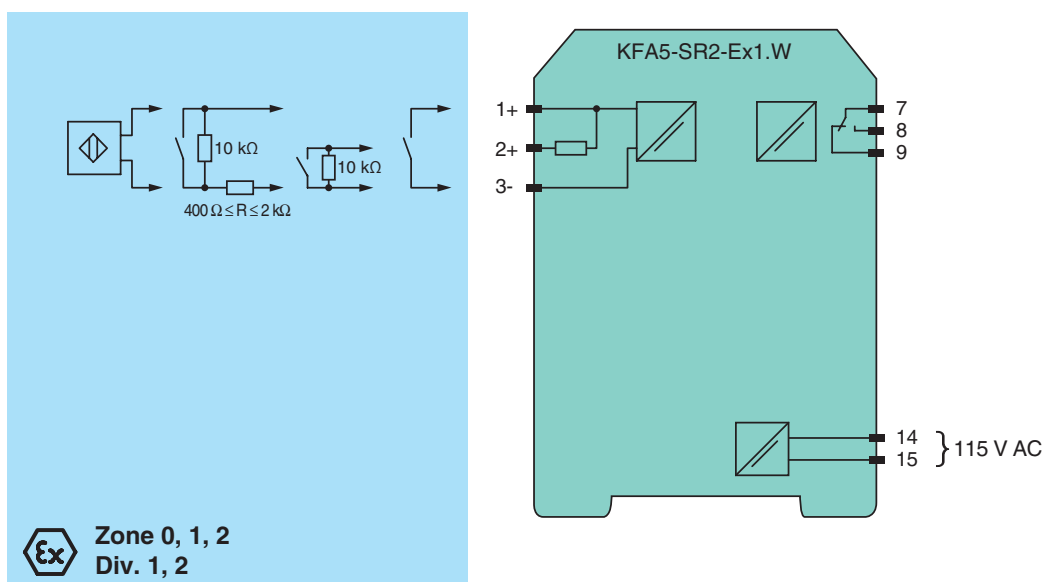 KFA5-SR2-Ex1.W
1+
2+
3-
10 kΩ
10 kΩ
400 Ω ≤ R ≤ 2 kΩ
7
8
9
14
15
115 V AC
Ex
Zone 0, 1, 2
Div. 1, 2